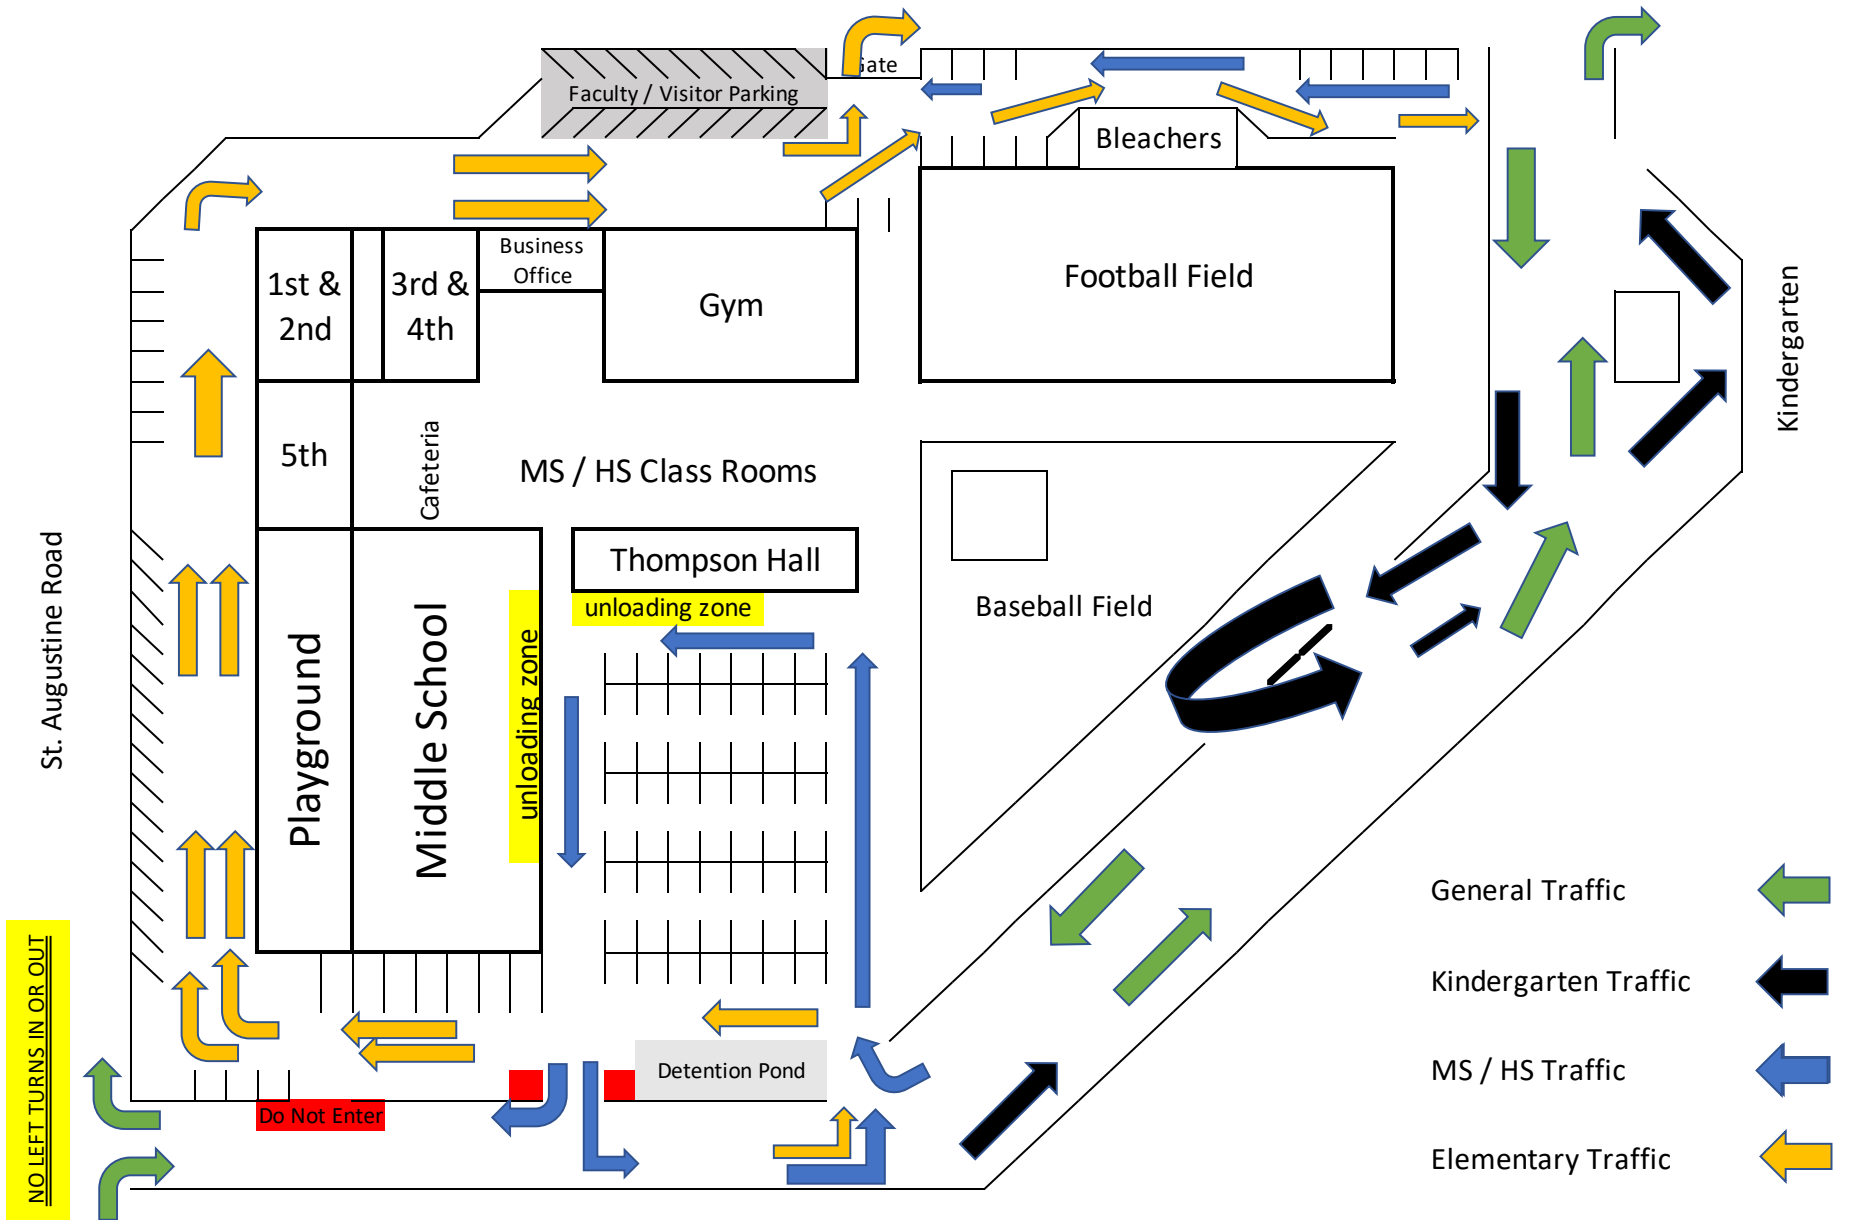 Gate
Faculty / Visitor Parking
Bleachers
Business
Office
1st &
2nd
3rd &
4th
Gym
Football Field
Kindergarten
5th
Cafeteria
MS / HS Class Rooms
St. Augustine Road
Thompson Hall
unloading zone
Baseball Field
Playground
Middle School
unloading zone
General Traffic
Kindergarten Traffic
MS / HS Traffic
Elementary Traffic
NO LEFT TURNS IN OR OUT
Detention Pond
Do Not Enter